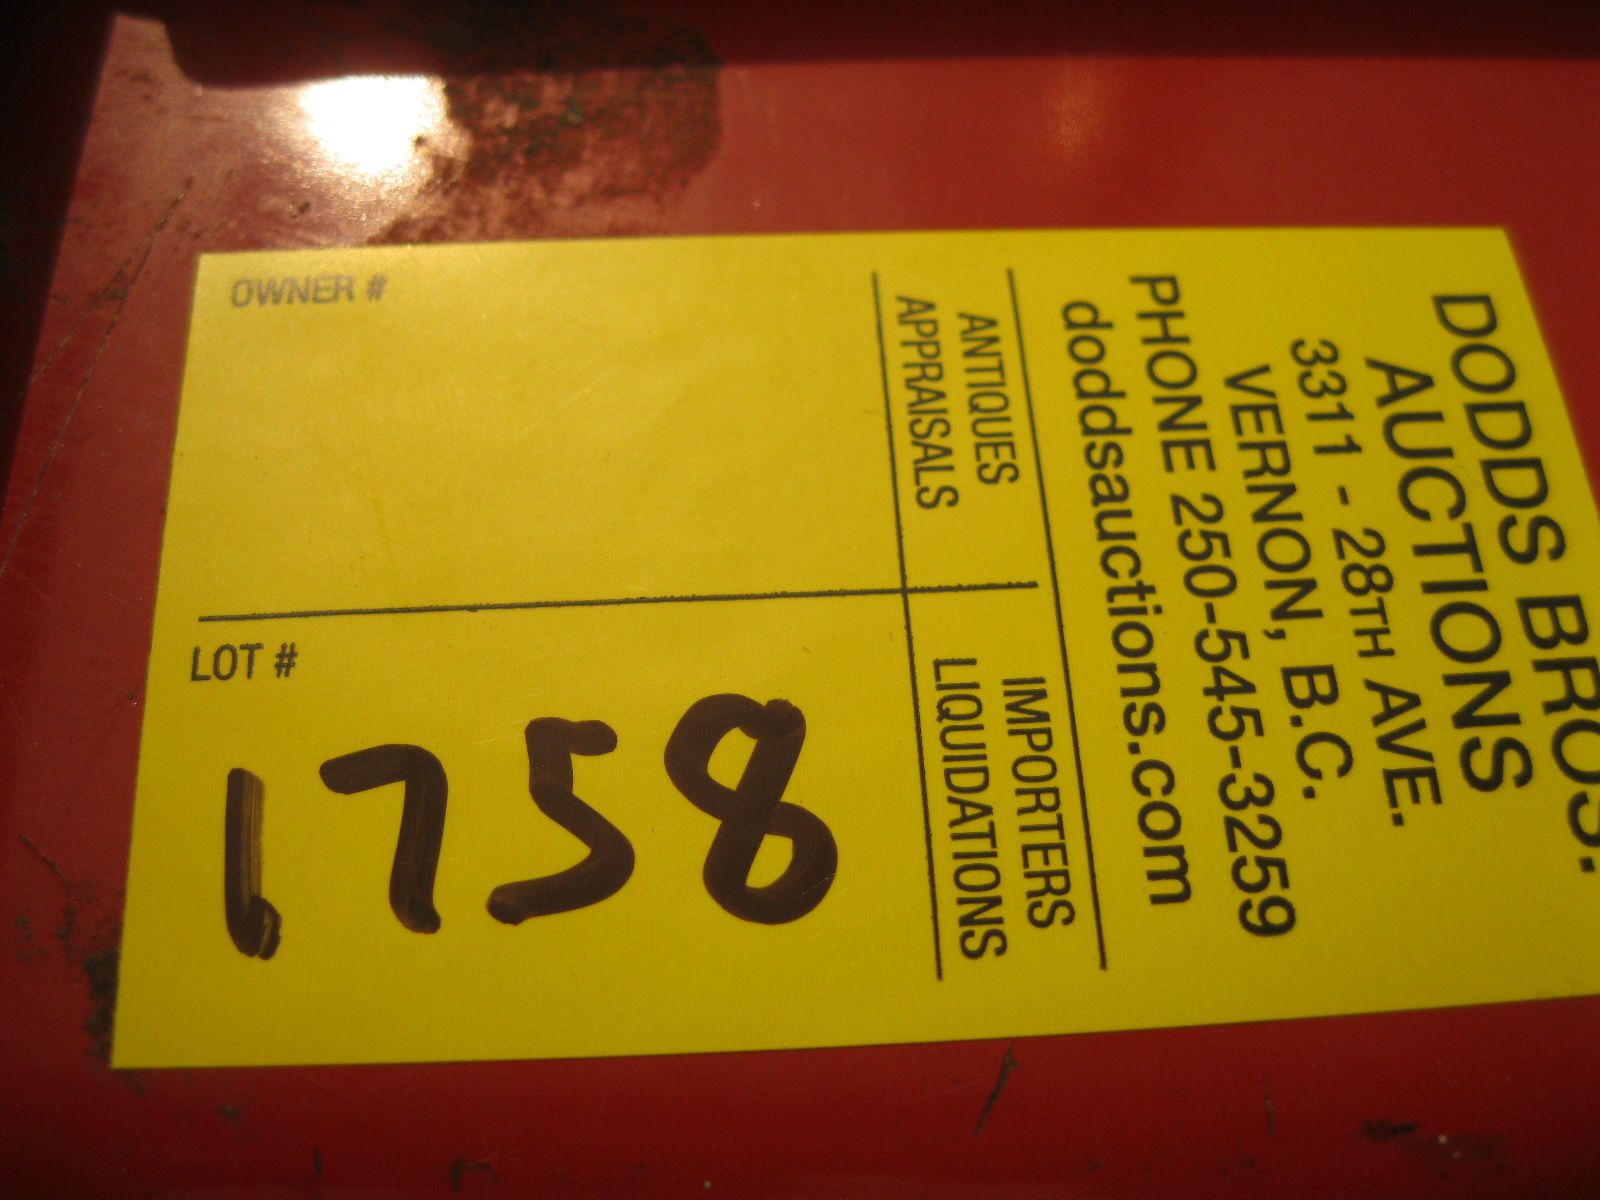 DODDS BROS.
AUCTIONS
3311 - 28TH AVE.
VERNON, B.C.
PHONE 250-545-3259
doddsauctions.com
ANTIQUES
APPRAISALS
IMPORTERS
LIQUIDATIONS
OWNER #
LOT #
1758